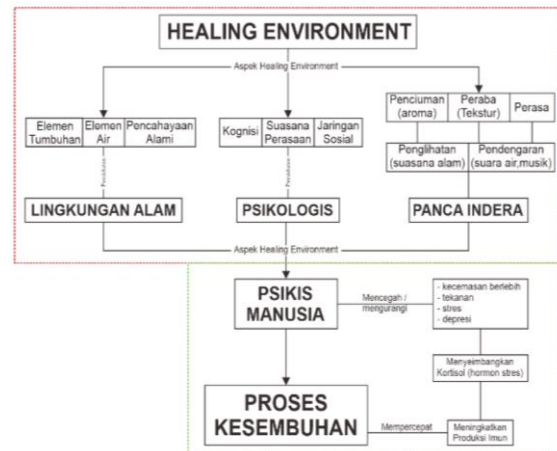 HEALING ENVIRONMENT
Aspek Healing Environment
Elemen
Tumbuhan
Elemen
Air
Pencahayaan
Alami
Kognisi
Suasana
Perasaan
Jaringan
Sosial
Penciuman
(aroma)
Peraba
(Tekstur)
Perasa
Penglihatan
(suasana alam)
Pendengaran
(suara air,musik)
LINGKUNGAN ALAM
PSIKOLOGIS
PANCA INDERA
Aspek Healing Environment
PSIKIS
MANUSIA
Mencegah /
mengurangi
- kecemasan berlebih
- tekanan
- stres
- depresi
Menyeimbangkan
Kortisol (hormon stres)
Meningkatkan
Produksi Imun
Mempercepat
PROSES
KESEMBUHAN